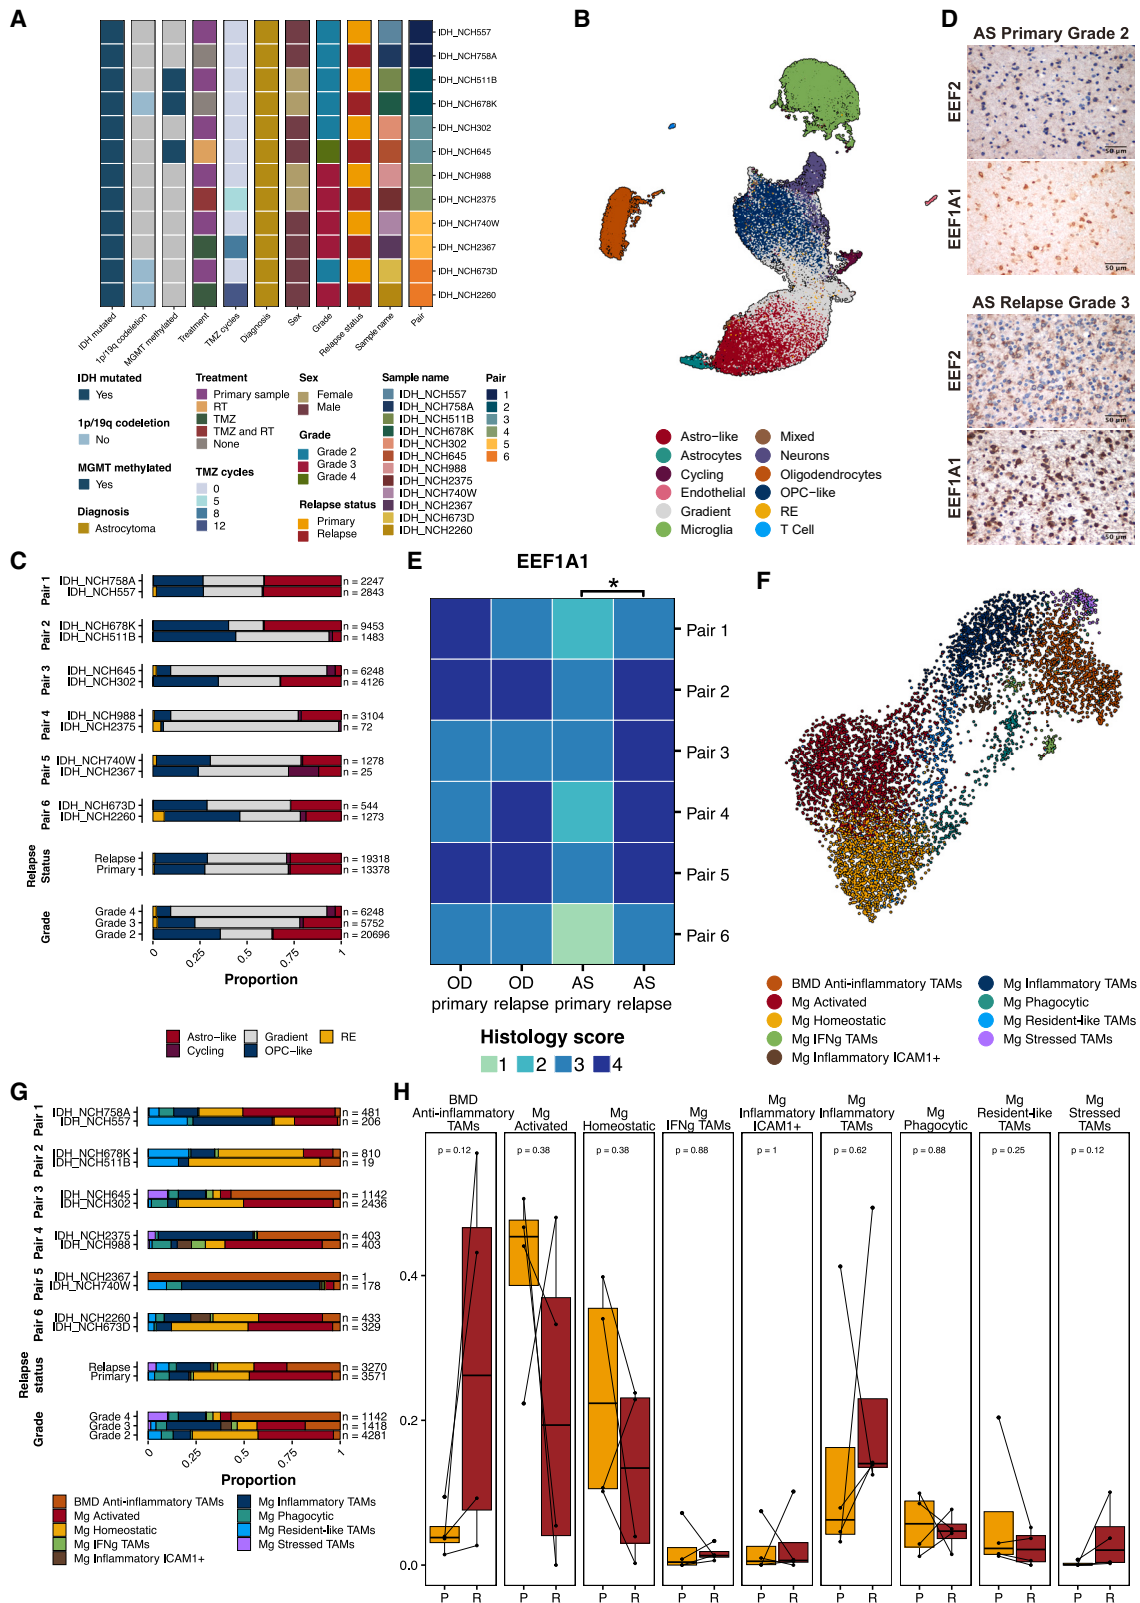 A
IDH_NCH557
IDH_NCH758A
IDH_NCH511B
IDH_NCH678K
IDH_NCH302
IDH_NCH645
IDH_NCH988
IDH_NCH2375
IDH_NCH740W
IDH_NCH2367
IDH_NCH673D
IDH_NCH2260
IDH mutated
1p/19q codeletion
MGMT methylated
Treatment
TMZ cycles
Diagnosis
Sex
Grade
Relapse status
Sample name
Pair
IDH mutated
Yes
1p/19q codeletion
No
MGMT methylated
Yes
Diagnosis
Astrocytoma
Treatment
Primary sample
RT
TMZ
TMZ and RT
None
TMZ cycles
0
5
8
12
Sex
Female
Male
Grade
Grade 2
Grade 3
Grade 4
Relapse status
Primary
Relapse
Sample name
IDH_NCH557
IDH_NCH758A
IDH_NCH511B
IDH_NCH678K
IDH_NCH302
IDH_NCH645
IDH_NCH988
IDH_NCH2375
IDH_NCH740W
IDH_NCH2367
IDH_NCH673D
IDH_NCH2260
Pair
1
2
3
4
5
6
B
Astro-like
Astrocytes
Cycling
Endothelial
Gradient
Microglia
Mixed
Neurons
Oligodendrocytes
OPC-like
RE
T Cell
D
AS Primary Grade 2
EEF2
50 µm
EEF1A1
50 µm
AS Relapse Grade 3
EEF2
50 µm
EEF1A1
50 µm
C
Pair 1
IDH_NCH758A
n = 2247
IDH_NCH557
n = 2843
Pair 2
IDH_NCH678K
n = 9453
IDH_NCH511B
n = 1483
Pair 3
IDH_NCH645
n = 6248
IDH_NCH302
n = 4126
Pair 4
IDH_NCH988
n = 3104
IDH_NCH2375
n = 72
Pair 5
IDH_NCH740W
n = 1278
IDH_NCH2367
n = 25
Pair 6
IDH_NCH673D
n = 544
IDH_NCH2260
n = 1273
Relapse
Status
Relapse
n = 19318
Primary
n = 13378
Grade
Grade 4
n = 6248
Grade 3
n = 5752
Grade 2
n = 20696
0
0.25
0.5
0.75
1
Proportion
Astro-like
Gradient
RE
Cycling
OPC-like
E
EEF1A1
*
Pair 1
Pair 2
Pair 3
Pair 4
Pair 5
Pair 6
OD
primary
OD
relapse
AS
primary
AS
relapse
Histology score
1
2
3
4
F
BMD Anti-inflammatory TAMs
Mg Activated
Mg Homeostatic
Mg IFNg TAMs
Mg Inflammatory ICAM1+
Mg Inflammatory TAMs
Mg Phagocytic
Mg Resident-like TAMs
Mg Stressed TAMs
G
Pair 1
IDH_NCH758A
n = 481
IDH_NCH557
n = 206
Pair 2
IDH_NCH678K
n = 810
IDH_NCH511B
n = 19
Pair 3
IDH_NCH645
n = 1142
IDH_NCH302
n = 2436
Pair 4
IDH_NCH2375
n = 403
IDH_NCH988
n = 403
Pair 5
IDH_NCH2367
n = 1
IDH_NCH740W
n = 178
Pair 6
IDH_NCH2260
n = 433
IDH_NCH673D
n = 329
Relapse
status
Relapse
n = 3270
Primary
n = 3571
Grade
Grade 4
n = 1142
Grade 3
n = 1418
Grade 2
n = 4281
0
0.25
0.5
0.75
1
Proportion
BMD Anti-inflammatory TAMs
Mg Activated
Mg Homeostatic
Mg IFNg TAMs
Mg Inflammatory ICAM1+
Mg Inflammatory TAMs
Mg Phagocytic
Mg Resident-like TAMs
Mg Stressed TAMs
H
BMD
Anti-inflammatory
TAMs
Mg
Activated
Mg
Homeostatic
Mg
IFNg TAMs
Mg
Inflammatory
ICAM1+
Mg
Inflammatory
TAMs
Mg
Phagocytic
Mg
Resident-like
TAMs
Mg
Stressed
TAMs
p = 0.12
p = 0.38
p = 0.38
p = 0.88
p = 1
p = 0.62
p = 0.88
p = 0.25
p = 0.12
0.4
0.2
0.0
P R
P R
P R
P R
P R
P R
P R
P R
P R